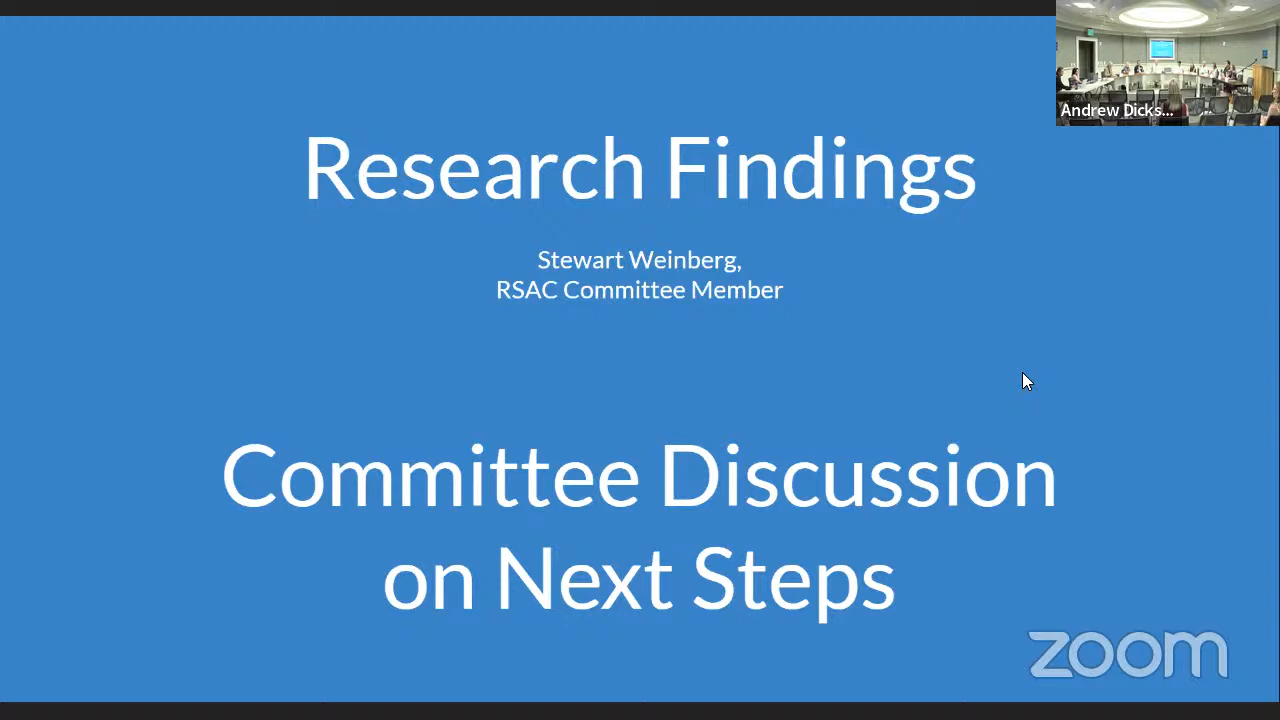 Andrew Dicks...
Research Findings
Stewart Weinberg,
RSAC Committee Member
Committee Discussion
on Next Steps
zoom